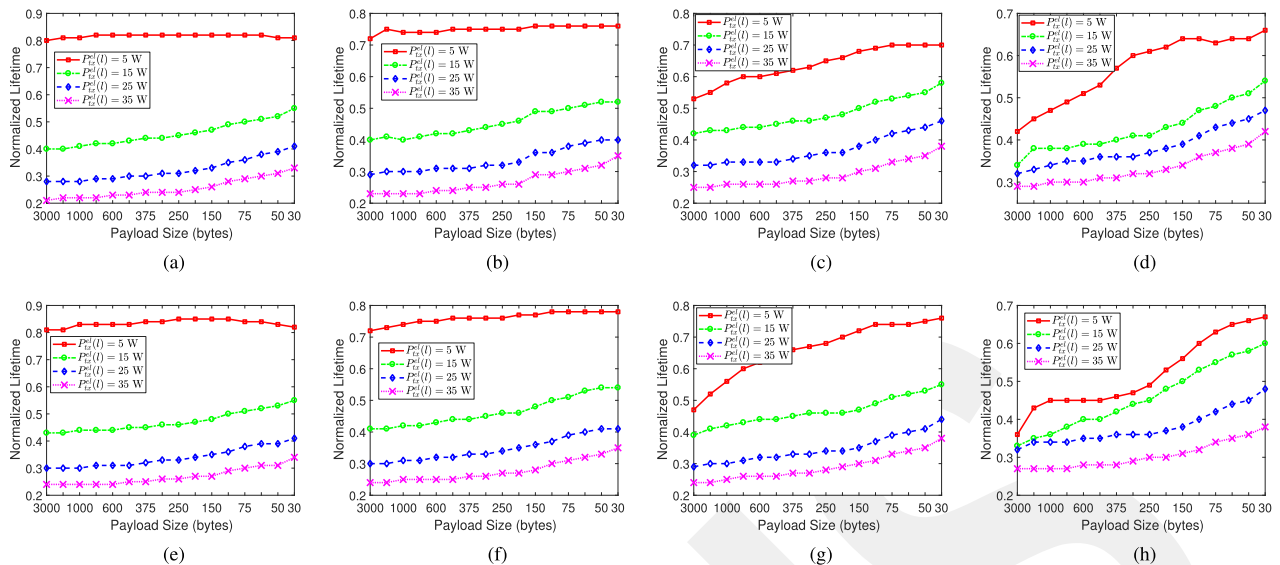 0.9
0.8
0.7
0.6
0.5
0.4
0.3
0.2
Normalized Lifetime
P_tx^el(l) = 5 W
P_tx^el(l) = 15 W
P_tx^el(l) = 25 W
P_tx^el(l) = 35 W
3000 1000 600 375 250 150 75 50 30
Payload Size (bytes)
(a)
0.8
0.7
0.6
0.5
0.4
0.3
0.2
Normalized Lifetime
P_tx^el(l) = 5 W
P_tx^el(l) = 15 W
P_tx^el(l) = 25 W
P_tx^el(l) = 35 W
3000 1000 600 375 250 150 75 50 30
Payload Size (bytes)
(b)
0.8
0.7
0.6
0.5
0.4
0.3
0.2
Normalized Lifetime
P_tx^el(l) = 5 W
P_tx^el(l) = 15 W
P_tx^el(l) = 25 W
P_tx^el(l) = 35 W
3000 1000 600 375 250 150 75 50 30
Payload Size (bytes)
(c)
0.7
0.6
0.5
0.4
0.3
Normalized Lifetime
P_tx^el(l) = 5 W
P_tx^el(l) = 15 W
P_tx^el(l) = 25 W
P_tx^el(l) = 35 W
3000 1000 600 375 250 150 75 50 30
Payload Size (bytes)
(d)
0.9
0.8
0.7
0.6
0.5
0.4
0.3
0.2
Normalized Lifetime
P_tx^el(l) = 5 W
P_tx^el(l) = 15 W
P_tx^el(l) = 25 W
P_tx^el(l) = 35 W
3000 1000 600 375 250 150 75 50 30
Payload Size (bytes)
(e)
0.8
0.7
0.6
0.5
0.4
0.3
0.2
Normalized Lifetime
P_tx^el(l) = 5 W
P_tx^el(l) = 15 W
P_tx^el(l) = 25 W
P_tx^el(l) = 35 W
3000 1000 600 375 250 150 75 50 30
Payload Size (bytes)
(f)
0.8
0.7
0.6
0.5
0.4
0.3
0.2
Normalized Lifetime
P_tx^el(l) = 5 W
P_tx^el(l) = 15 W
P_tx^el(l) = 25 W
P_tx^el(l) = 35 W
3000 1000 600 375 250 150 75 50 30
Payload Size (bytes)
(g)
0.7
0.6
0.5
0.4
0.3
0.2
Normalized Lifetime
P_tx^el(l) = 5 W
P_tx^el(l) = 15 W
P_tx^el(l) = 25 W
P_tx^el(l) = 35 W
3000 1000 600 375 250 150 75 50 30
Payload Size (bytes)
(h)